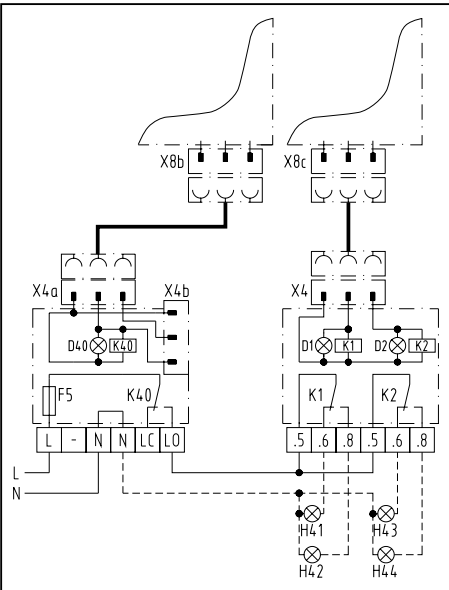 X8b X8c
X4a X4b X4
D40 K40 D1 K1 D2 K2
F5 K40 K1 K2
L - N N LC LO .5 .6 .8 .5 .6 .8
L
N
H41 H43
H42 H44